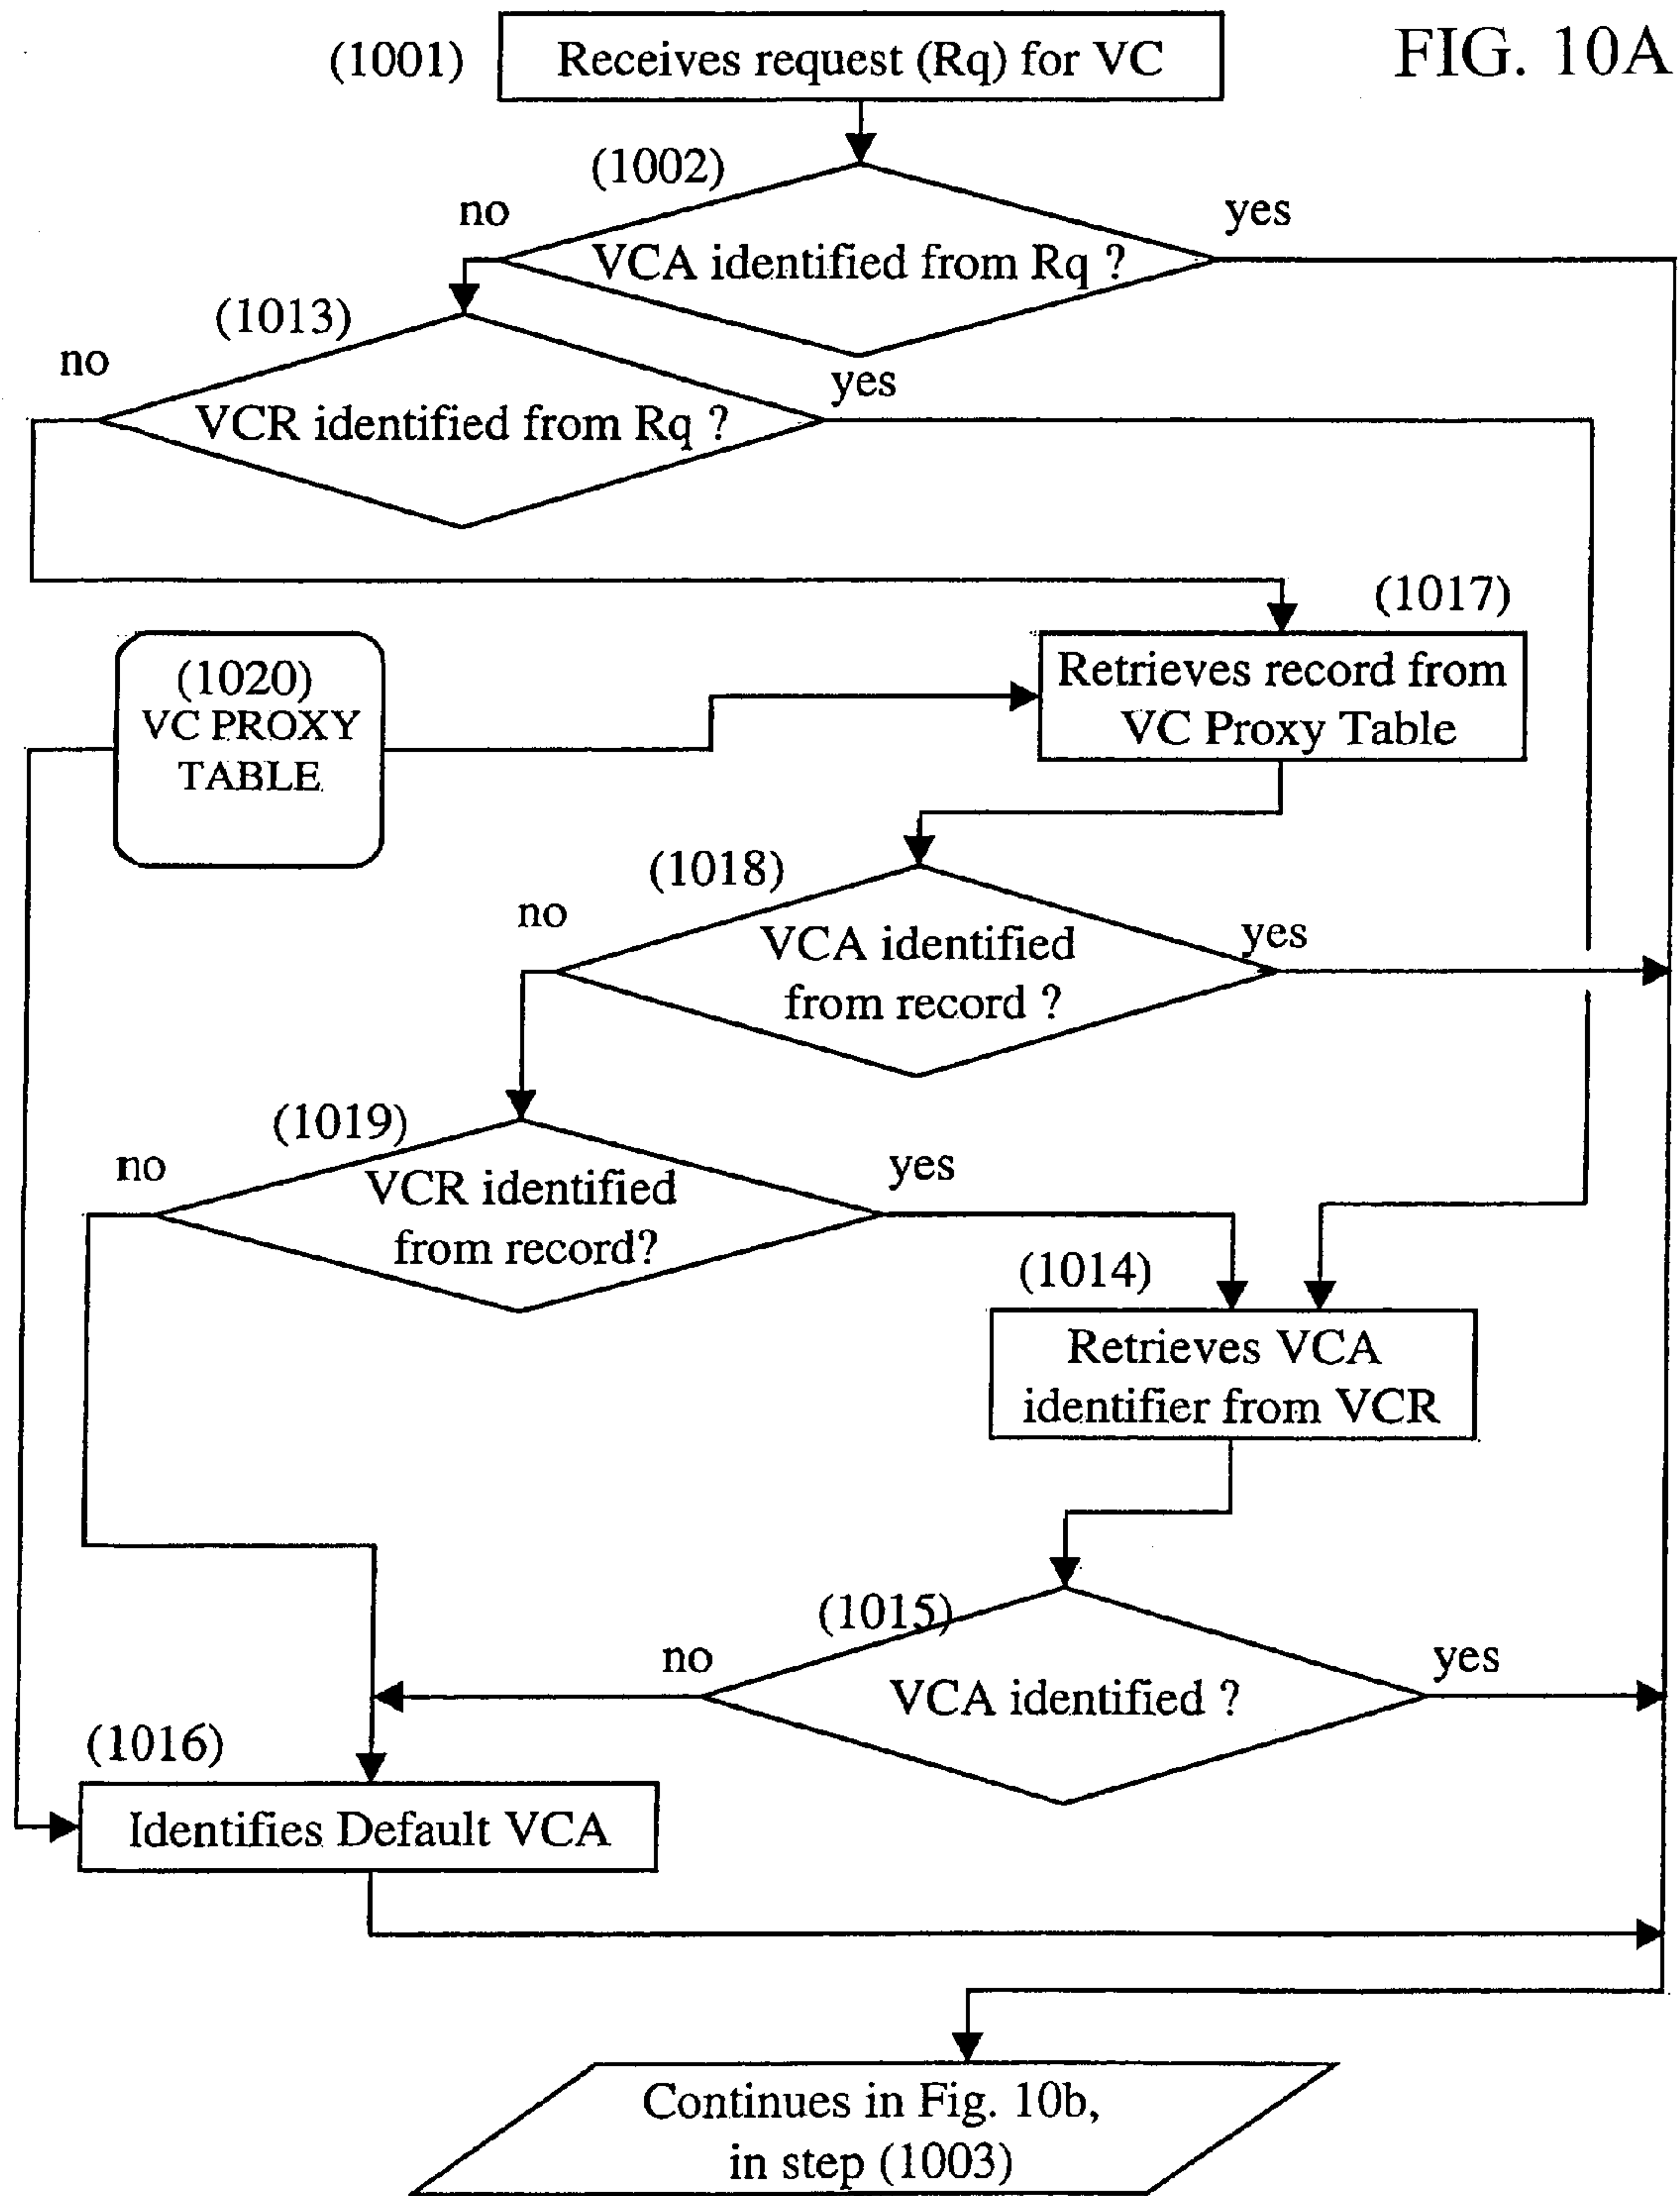 FIG. 10A
(1001)
Receives request (Rq) for VC
(1002)
no
yes
VCA identified from Rq ?
(1013)
no
yes
VCR identified from Rq ?
(1017)
Retrieves record from
VC Proxy Table
(1020)
VC PROXY
TABLE
(1018)
no
yes
VCA identified
from record ?
(1019)
no
yes
VCR identified
from record?
(1014)
Retrieves VCA
identifier from VCR
(1015)
no
yes
VCA identified ?
(1016)
Identifies Default VCA
Continues in Fig. 10b,
in step (1003)